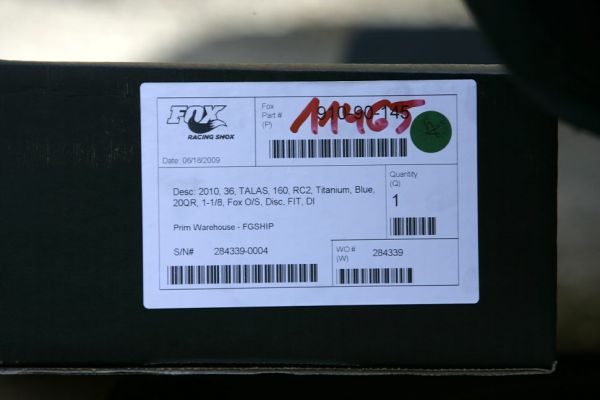 FOX
RACING SHOX
Date: 06/18/2009
Fox
Part #
(P)
910-90-145
11465
Desc: 2010, 36, TALAS, 160, RC2, Titanium, Blue,
20QR, 1-1/8, Fox O/S, Disc, FIT, DI
Prim Warehouse - FGSHIP
Quantity
(Q)
1
S/N# 284339-0004
WO.#
(W)
284339